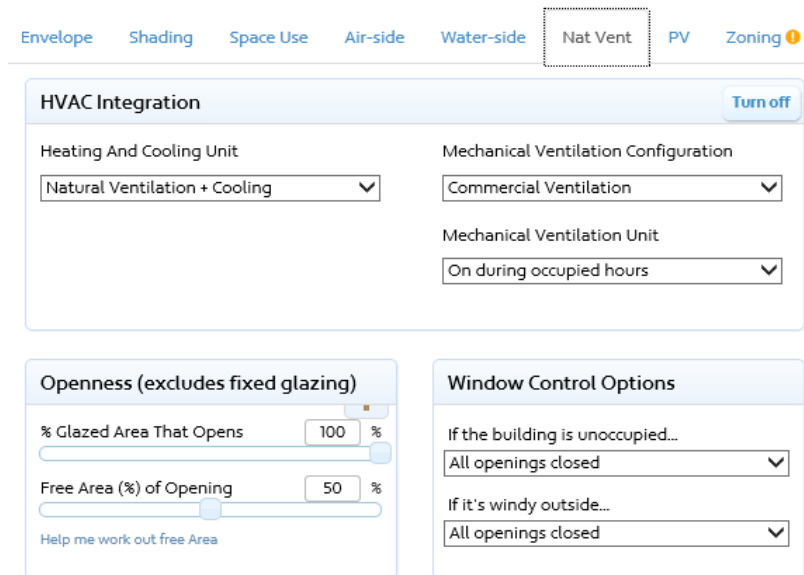 Envelope Shading Space Use Air-side Water-side Nat Vent PV Zoning
HVAC Integration Turn off
Heating And Cooling Unit
Natural Ventilation + Cooling
Mechanical Ventilation Configuration
Commercial Ventilation
Mechanical Ventilation Unit
On during occupied hours
Openness (excludes fixed glazing)
% Glazed Area That Opens 100 %
Free Area (%) of Opening 50 %
Help me work out free Area
Window Control Options
If the building is unoccupied...
All openings closed
If it's windy outside...
All openings closed